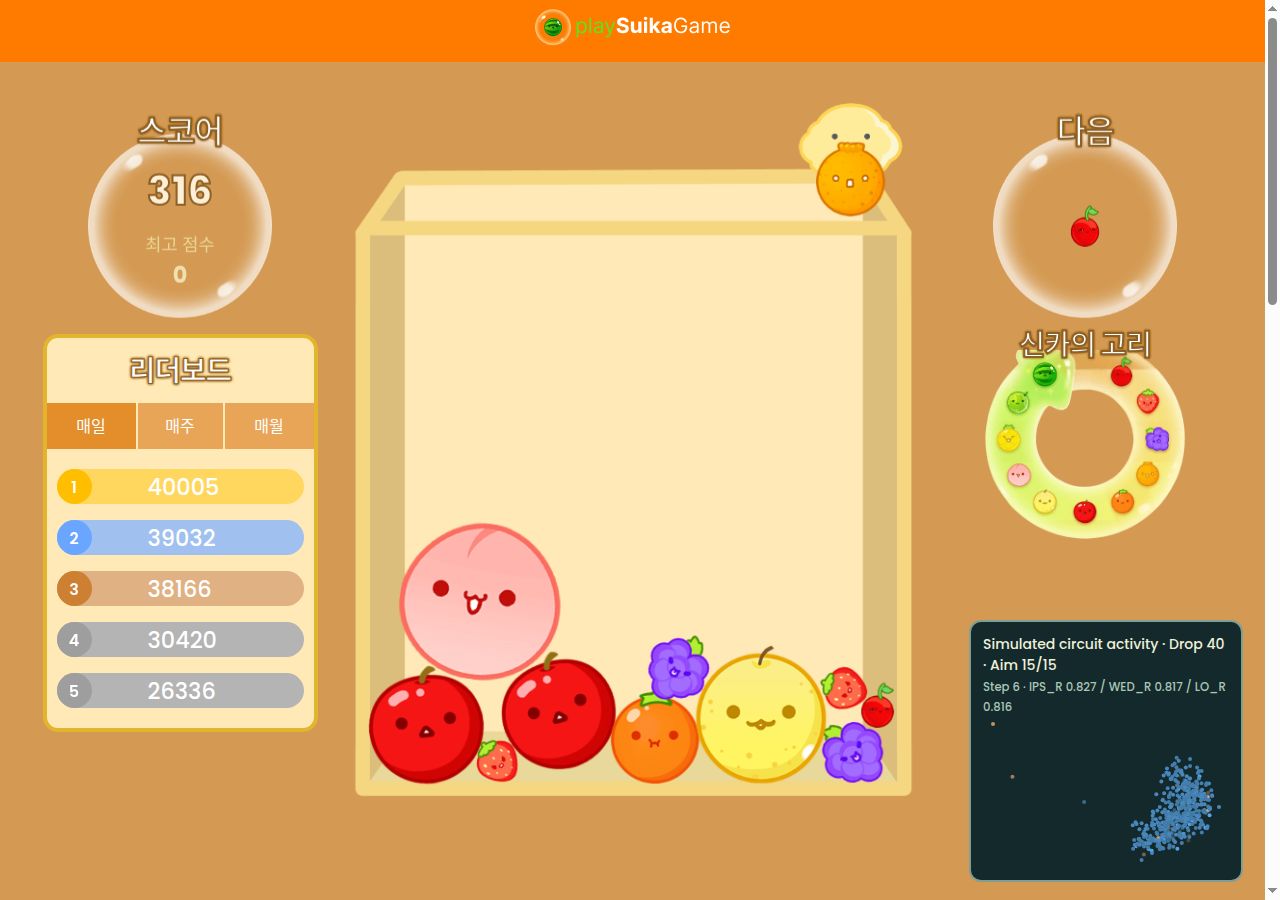 playSuikaGame
스코어
316
최고 점수
0
다음
신카의 고리
리더보드
매일
매주
매월
1 40005
2 39032
3 38166
4 30420
5 26336
Simulated circuit activity · Drop 40
· Aim 15/15
Step 6 · IPS_R 0.827 / WED_R 0.817 / LO_R
0.816